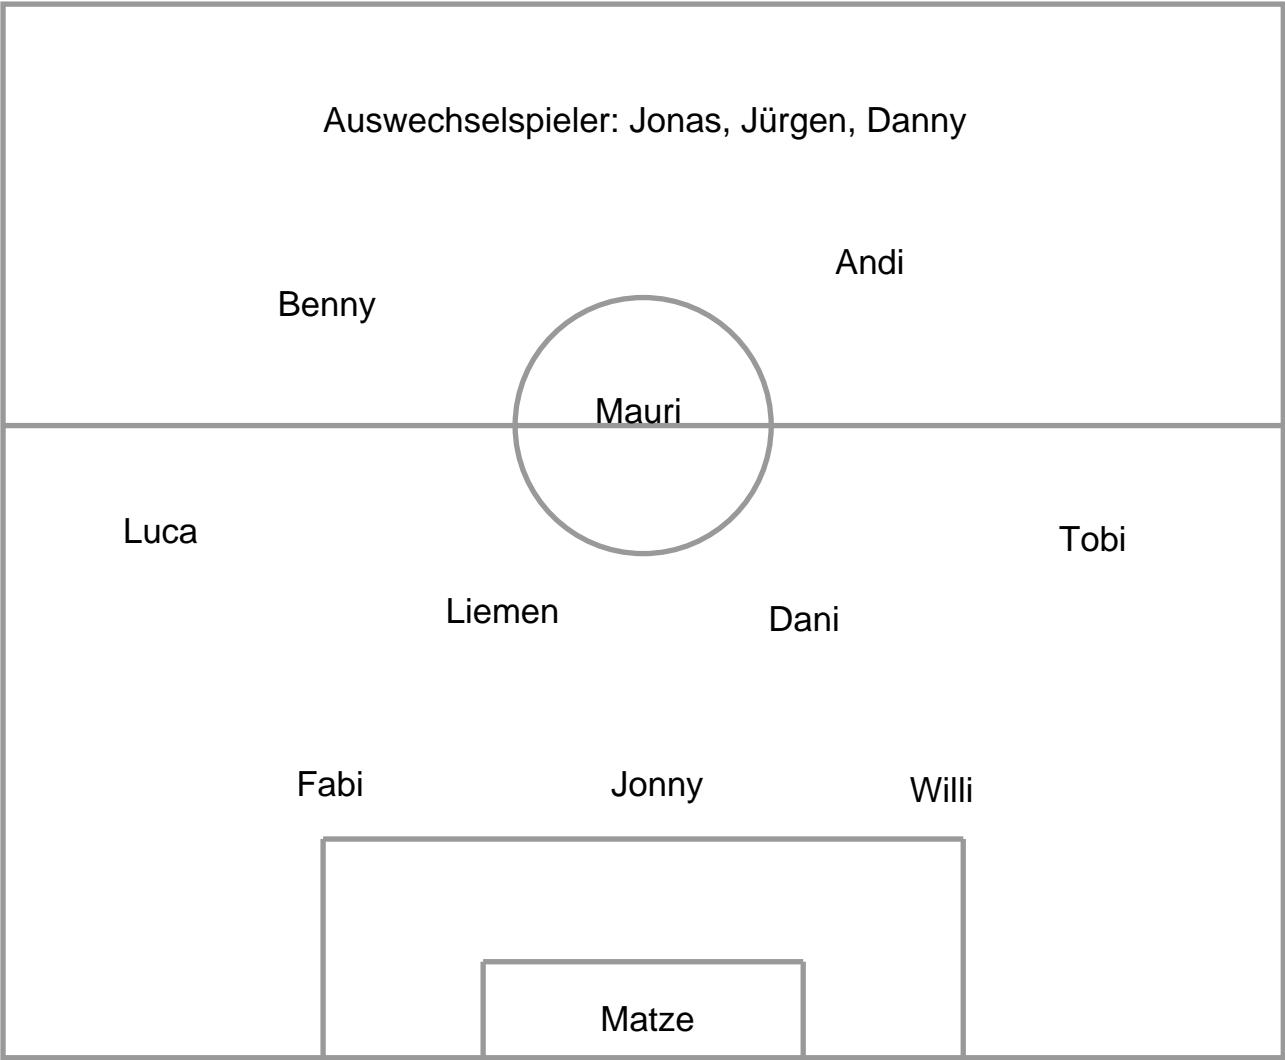 Auswechselspieler: Jonas, Jürgen, Danny
Andi
Benny
Mauri
Luca
Tobi
Liemen
Dani
Fabi
Jonny
Willi
Matze